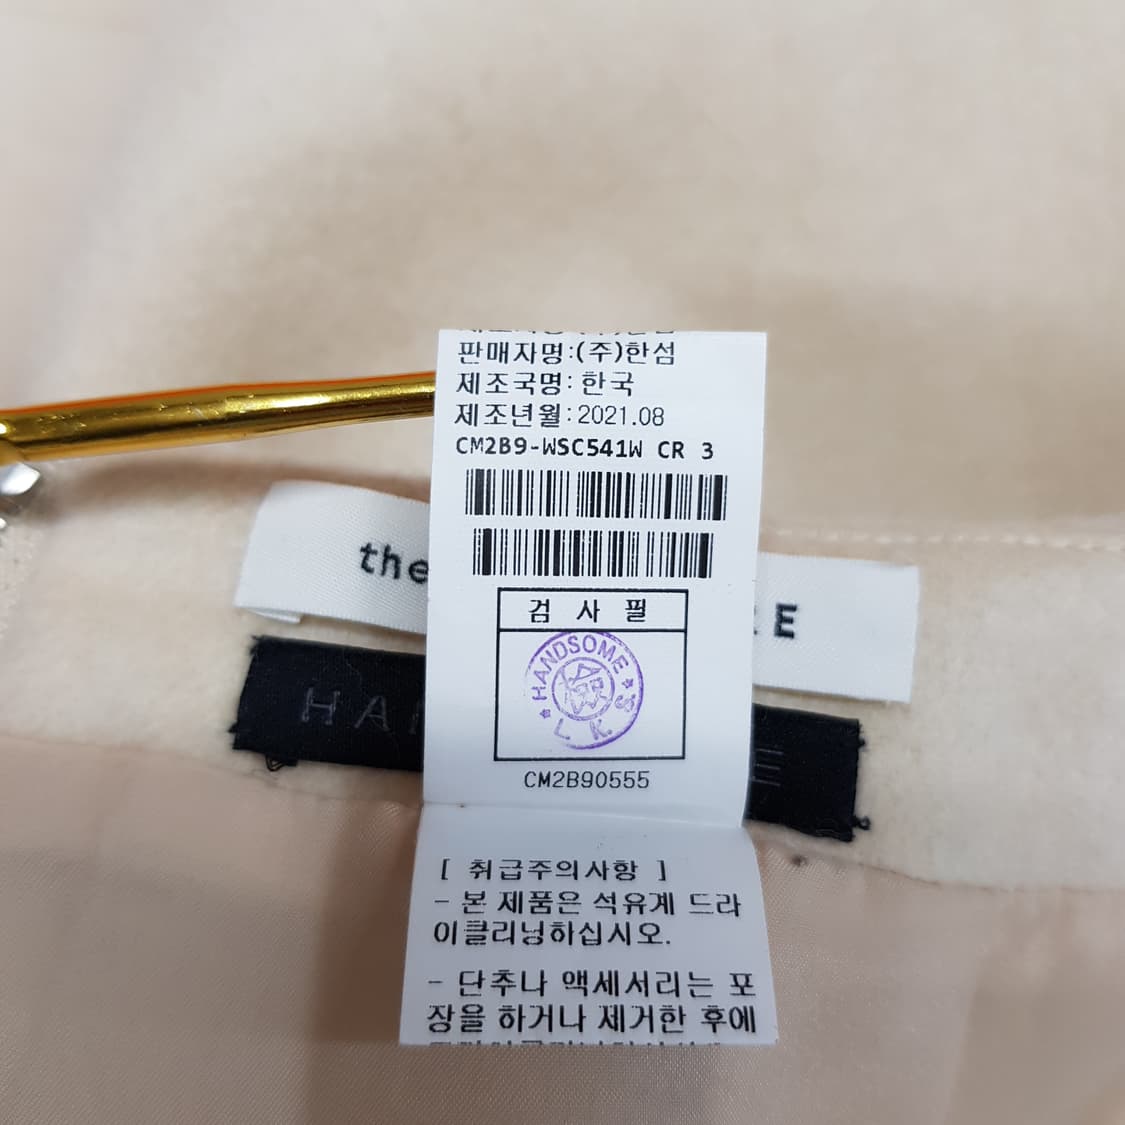 판매자명:(주)한섬
제조국명: 한국
제조년월:2021.08
CM2B9-WSC541W CR 3
the
RE
HA
E
검 사 필
HANDSOME
檢
L.K.S.
CM2B90555
[ 취급주의사항 ]
- 본 제품은 석유계 드라
이클리닝하십시오.
- 단추나 액세서리는 포
장을 하거나 제거한 후에